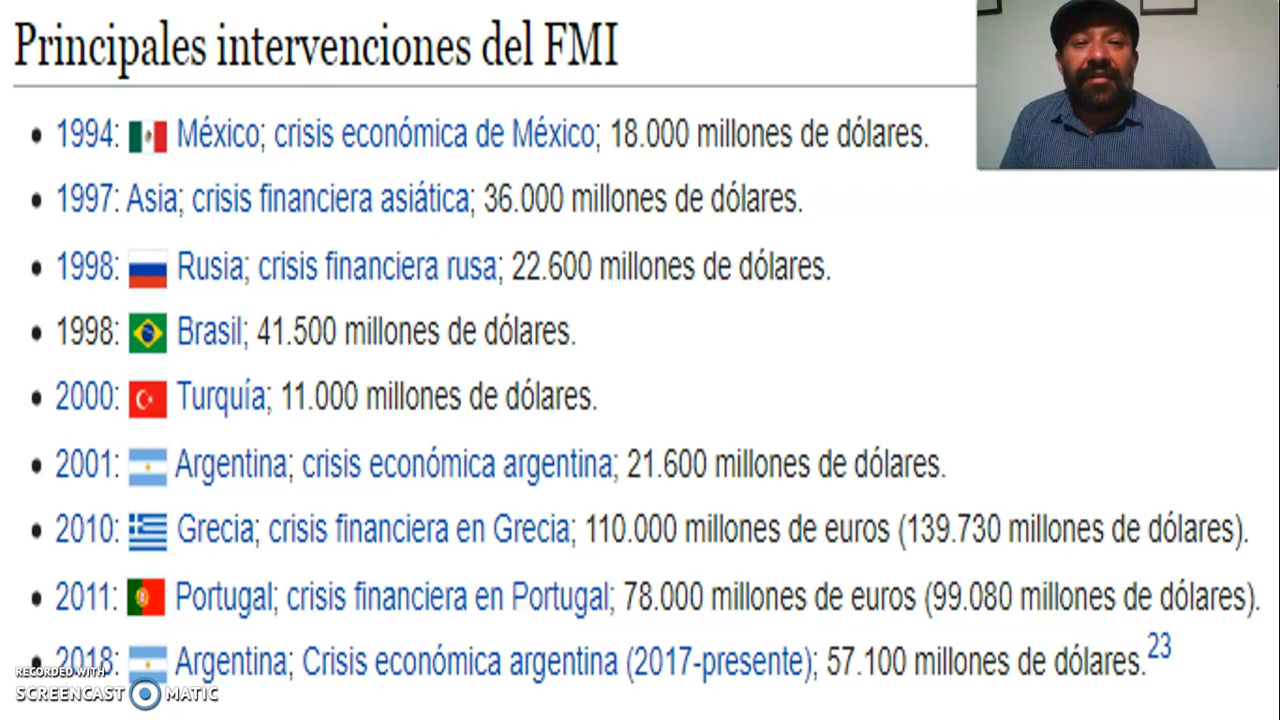 Principales intervenciones del FMI
• 1994: México; crisis económica de México; 18.000 millones de dólares.
• 1997: Asia; crisis financiera asiática; 36.000 millones de dólares.
• 1998: Rusia; crisis financiera rusa; 22.600 millones de dólares.
• 1998: Brasil; 41.500 millones de dólares.
• 2000: Turquía; 11.000 millones de dólares.
• 2001: Argentina; crisis económica argentina; 21.600 millones de dólares.
• 2010: Grecia; crisis financiera en Grecia; 110.000 millones de euros (139.730 millones de dólares).
• 2011: Portugal; crisis financiera en Portugal; 78.000 millones de euros (99.080 millones de dólares).
• 2018: Argentina; Crisis económica argentina (2017-presente); 57.100 millones de dólares.23
RECORDED WITH
SCREENCAST MATIC